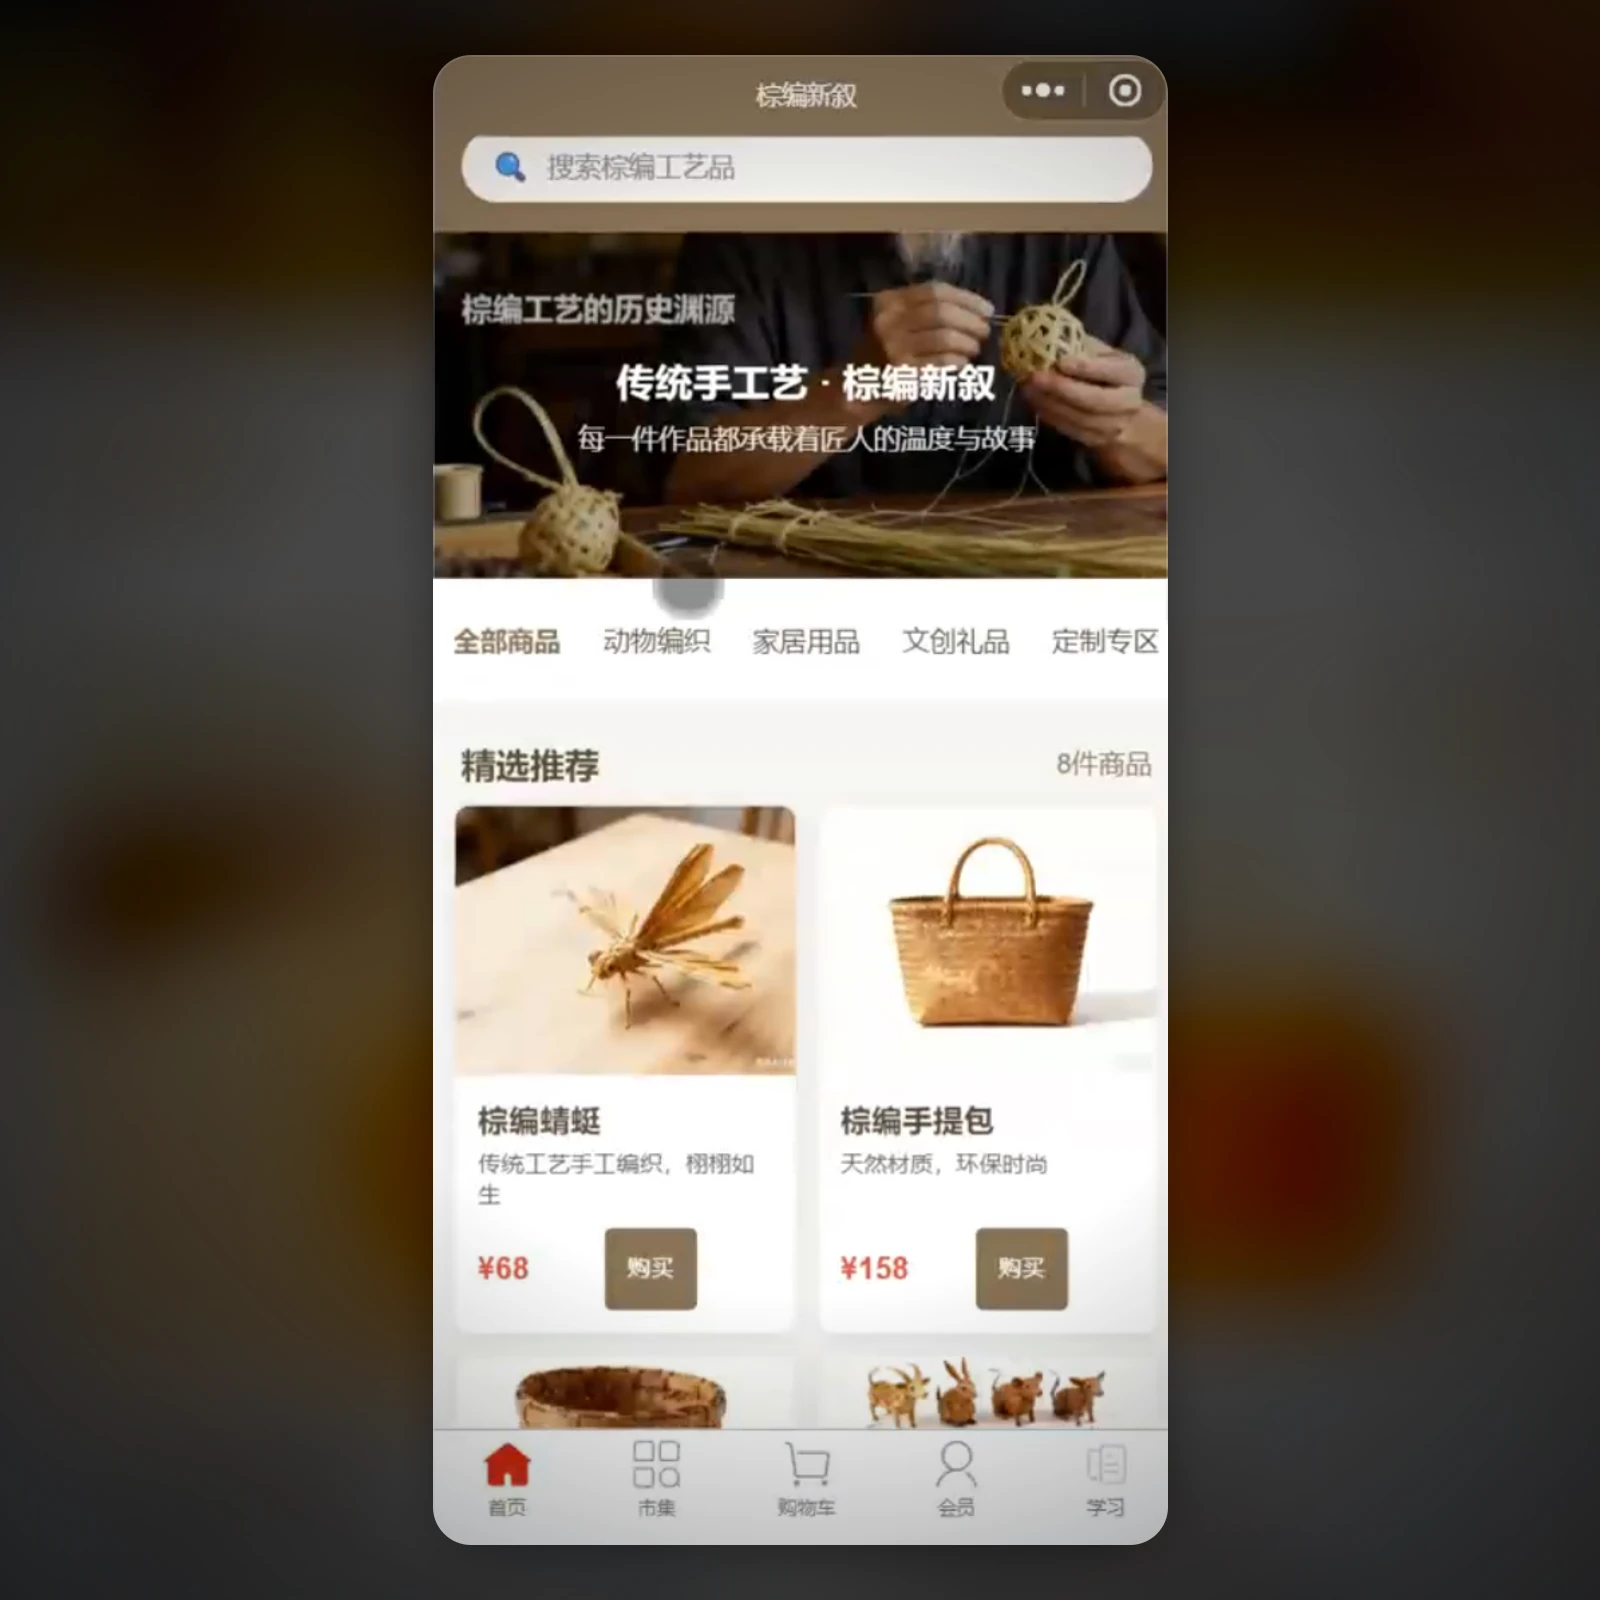 棕编新叙
搜索棕编工艺品
棕编工艺的历史渊源
传统手工艺 · 棕编新叙
每一件作品都承载着匠人的温度与故事
全部商品 动物编织 家居用品 文创礼品 定制专区
精选推荐 8件商品
棕编蜻蜓
传统工艺手工编织，栩栩如
生
¥68 购买
棕编手提包
天然材质，环保时尚
¥158 购买
首页 市集 购物车 会员 学习